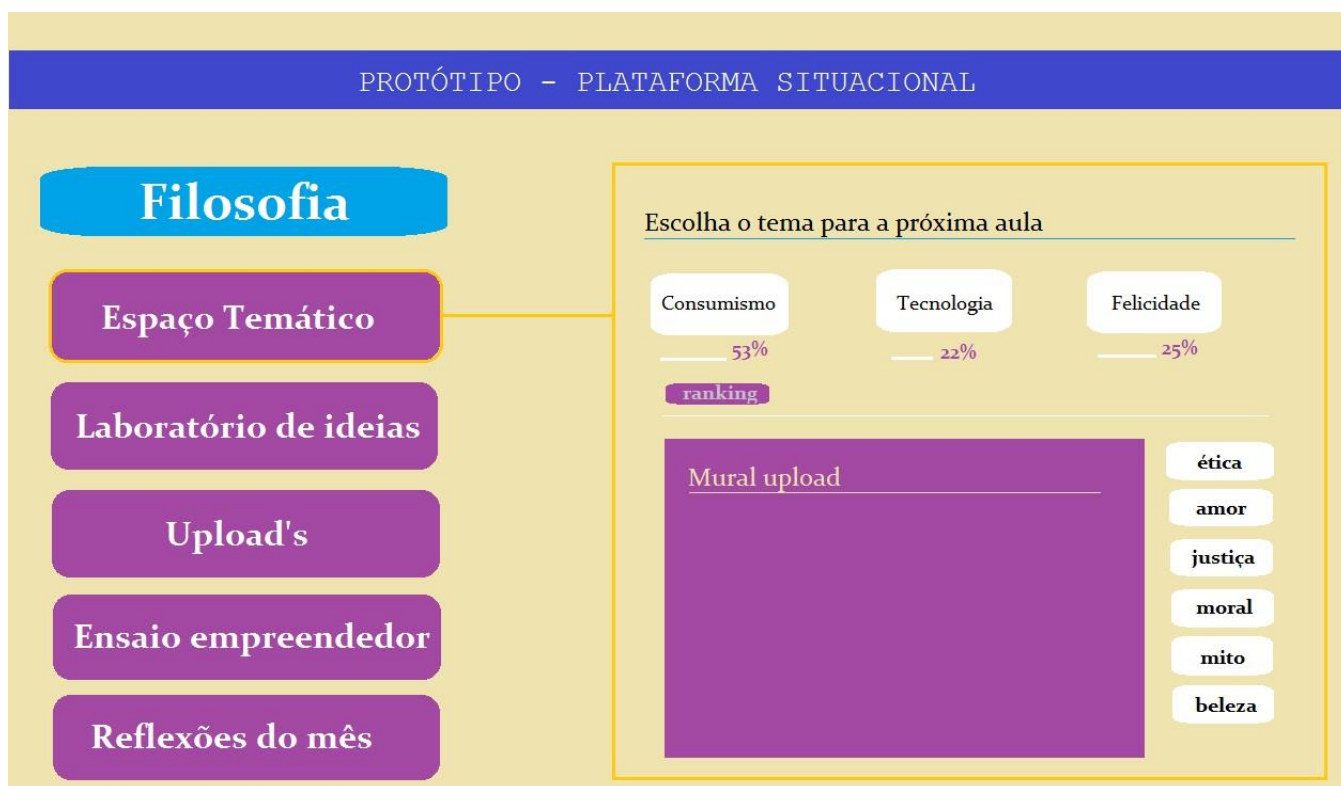 PROTÓTIPO - PLATAFORMA SITUACIONAL
Filosofia
Espaço Temático
Laboratório de ideias
Upload's
Ensaio empreendedor
Reflexões do mês
Escolha o tema para a próxima aula
Consumismo Tecnologia Felicidade
53% 22% 25%
ranking
Mural upload
ética
amor
justiça
moral
mito
beleza